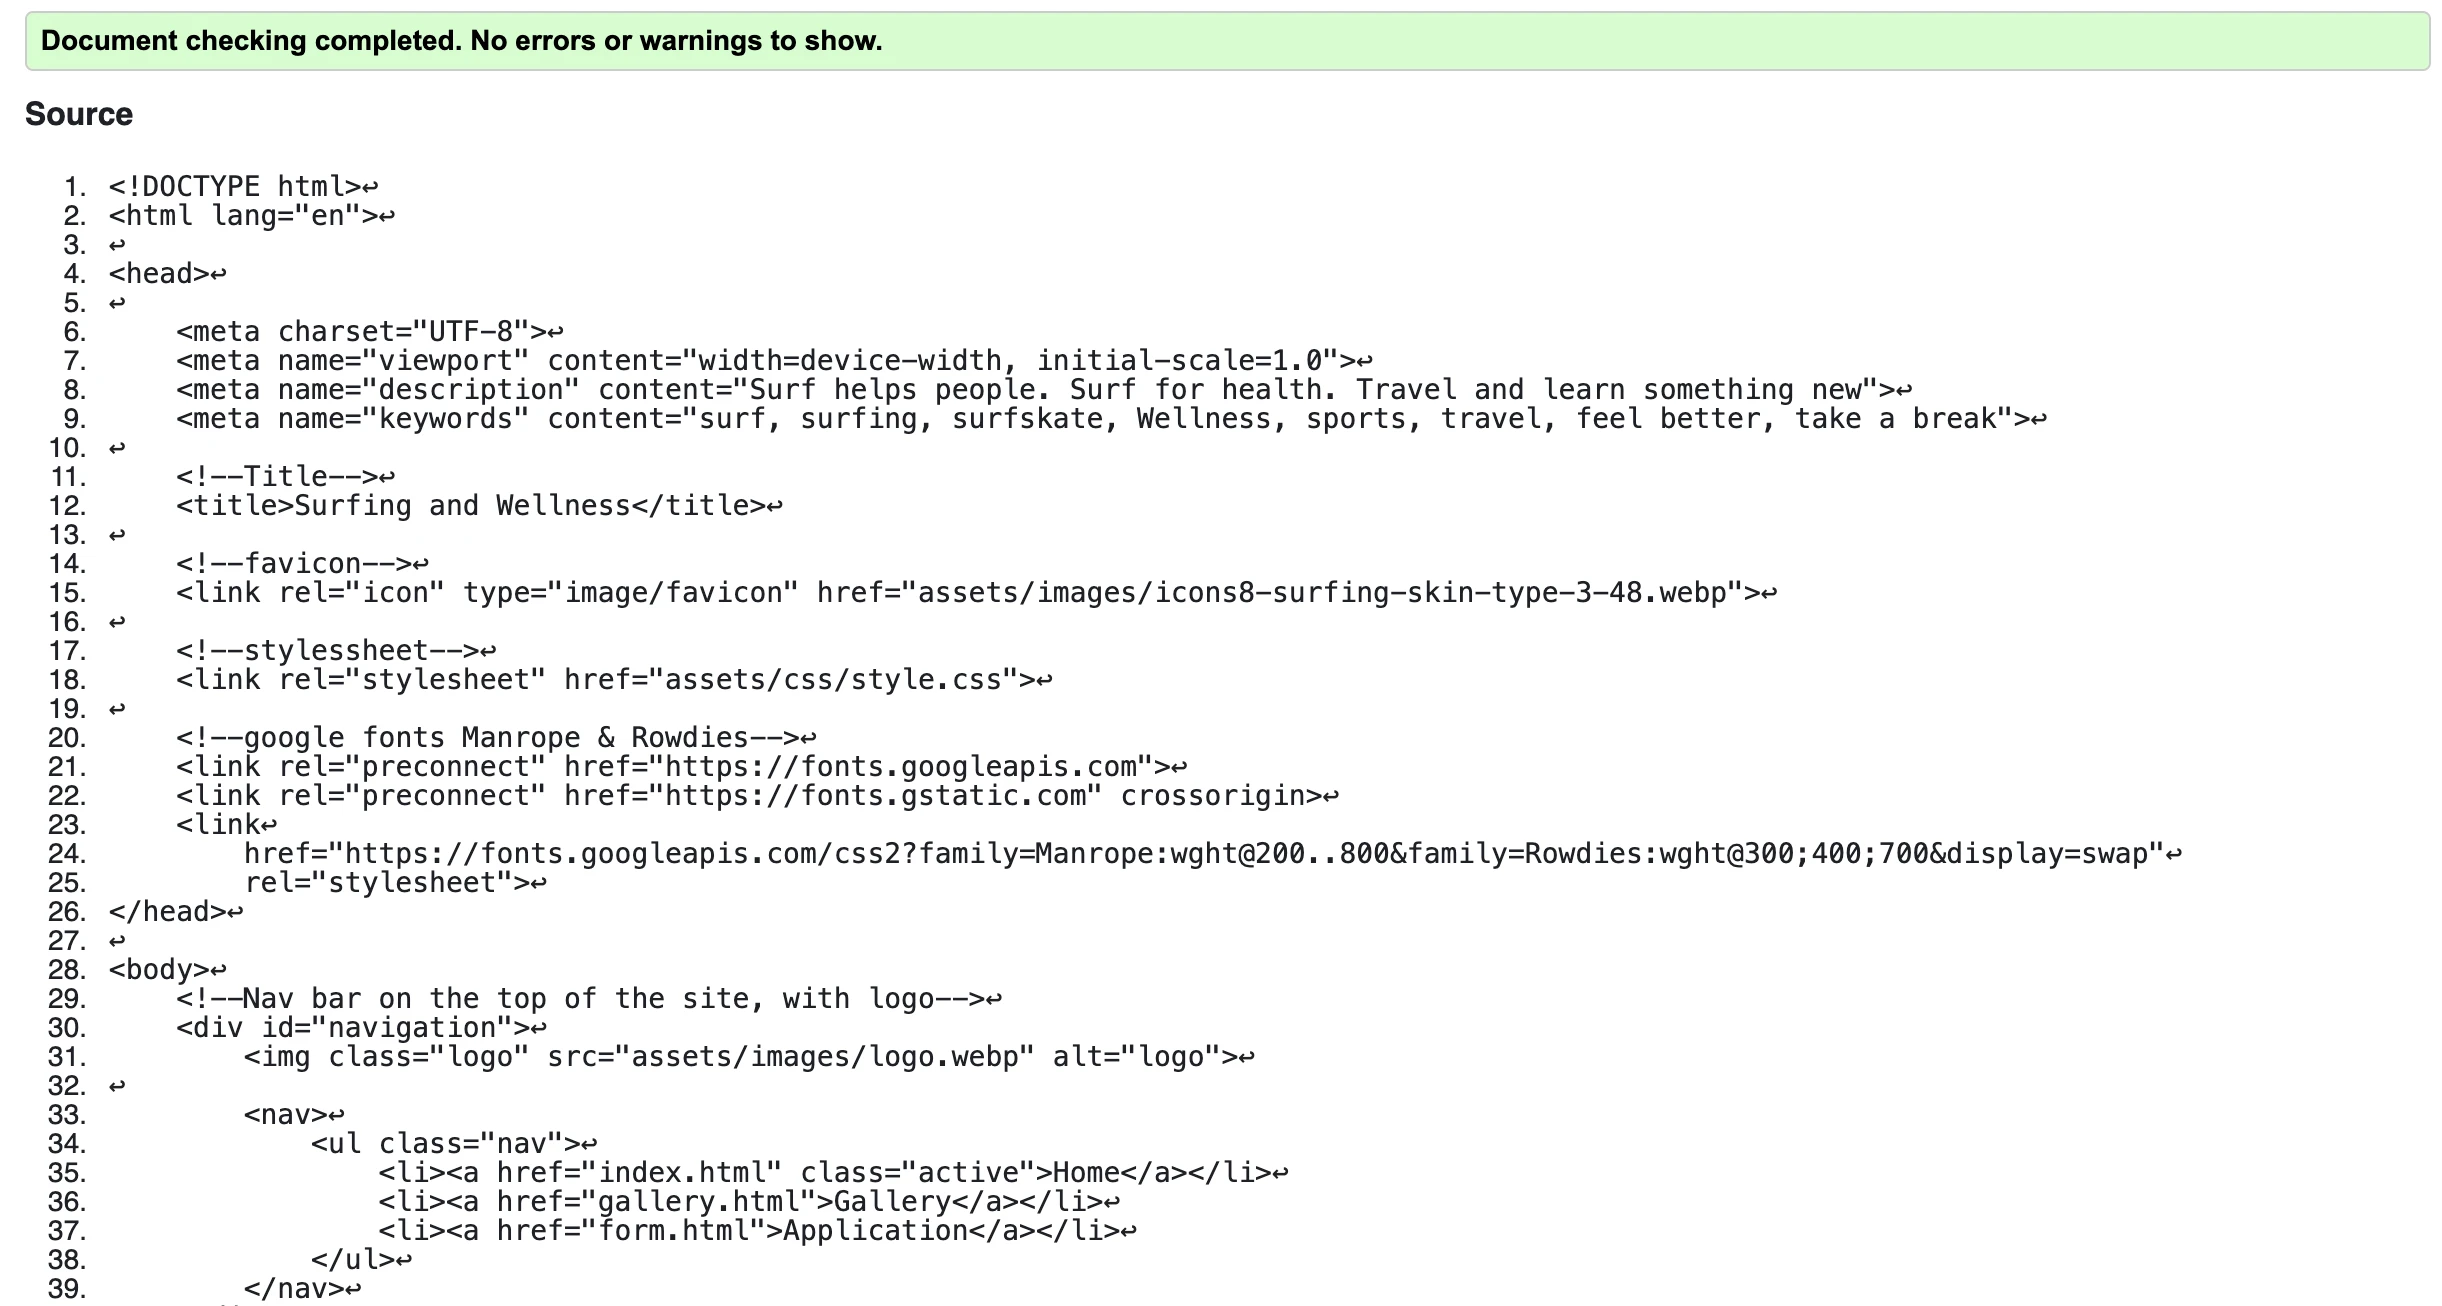 Document checking completed. No errors or warnings to show.
Source
1. <!DOCTYPE html>↩
2. <html lang="en">↩
3. ↩
4. <head>↩
5. ↩
6.     <meta charset="UTF-8">↩
7.     <meta name="viewport" content="width=device-width, initial-scale=1.0">↩
8.     <meta name="description" content="Surf helps people. Surf for health. Travel and learn something new">↩
9.     <meta name="keywords" content="surf, surfing, surfskate, Wellness, sports, travel, feel better, take a break">↩
10. ↩
11.     <!--Title-->↩
12.     <title>Surfing and Wellness</title>↩
13. ↩
14.     <!--favicon-->↩
15.     <link rel="icon" type="image/favicon" href="assets/images/icons8-surfing-skin-type-3-48.webp">↩
16. ↩
17.     <!--stylessheet-->↩
18.     <link rel="stylesheet" href="assets/css/style.css">↩
19. ↩
20.     <!--google fonts Manrope & Rowdies-->↩
21.     <link rel="preconnect" href="https://fonts.googleapis.com">↩
22.     <link rel="preconnect" href="https://fonts.gstatic.com" crossorigin>↩
23.     <link↩
24.         href="https://fonts.googleapis.com/css2?family=Manrope:wght@200..800&family=Rowdies:wght@300;400;700&display=swap"↩
25.         rel="stylesheet">↩
26. </head>↩
27. ↩
28. <body>↩
29.     <!--Nav bar on the top of the site, with logo-->↩
30.     <div id="navigation">↩
31.         <img class="logo" src="assets/images/logo.webp" alt="logo">↩
32. ↩
33.         <nav>↩
34.             <ul class="nav">↩
35.                 <li><a href="index.html" class="active">Home</a></li>↩
36.                 <li><a href="gallery.html">Gallery</a></li>↩
37.                 <li><a href="form.html">Application</a></li>↩
38.             </ul>↩
39.         </nav>↩